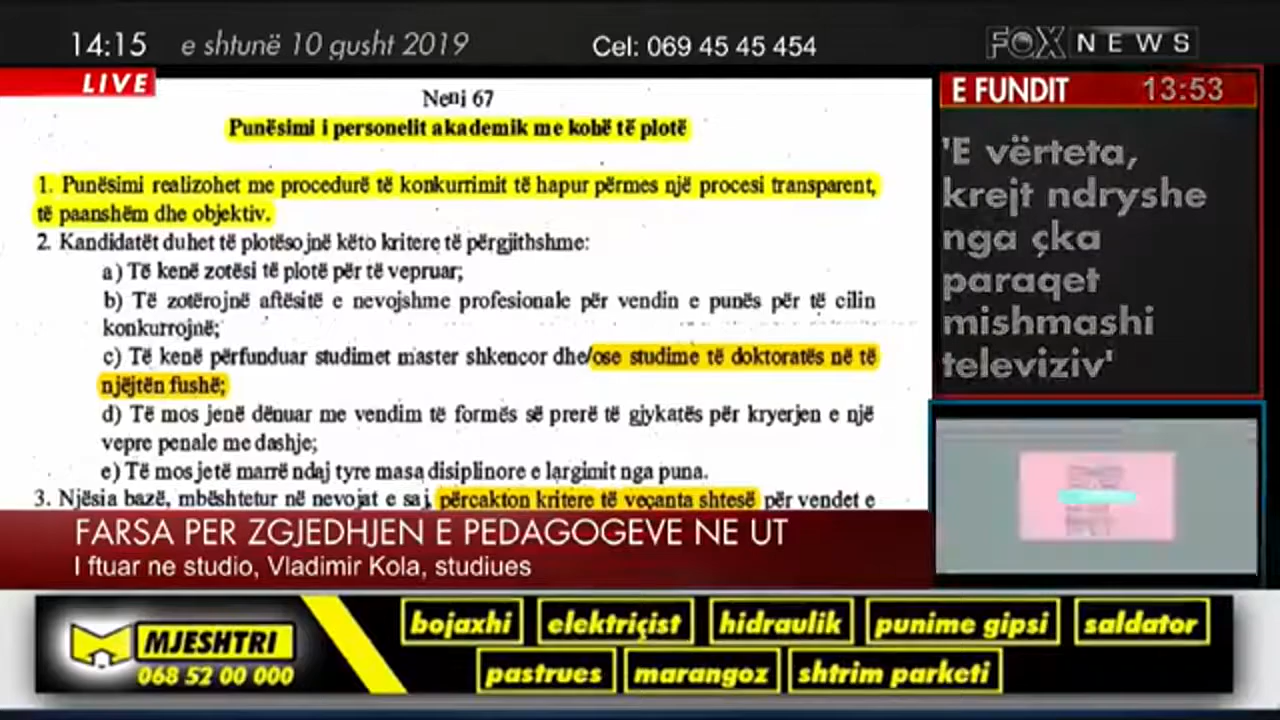 14:15 e shtunë 10 gusht 2019 Cel: 069 45 45 454 FOX NEWS
LIVE
Neni 67
Punësimi i personelit akademik me kohë të plotë
1. Punësimi realizohet me procedurë të konkurrimit të hapur përmes një procesi transparent,
të paanshëm dhe objektiv.
2. Kandidatët duhet të plotësojnë këto kritere të përgjithshme:
a) Të kenë zotësi të plotë për të vepruar;
b) Të zotërojnë aftësitë e nevojshme profesionale për vendin e punës për të cilin
konkurrojnë;
c) Të kenë përfunduar studimet master shkencor dhe/ose studime të doktoratës në të
njëjtën fushë;
d) Të mos jenë dënuar me vendim të formës së prerë të gjykatës për kryerjen e një
vepre penale me dashje;
e) Të mos jetë marrë ndaj tyre masa disiplinore e largimit nga puna.
3. Njësia bazë, mbështetur në nevojat e saj, përcakton kritere të veçanta shtesë për vendet e
E FUNDIT 13:53
'E vërteta,
krejt ndryshe
nga çka
paraqet
mishmashi
televiziv'
FARSA PER ZGJEDHJEN E PEDAGOGEVE NE UT
I ftuar ne studio, Vladimir Kola, studiues
MJESHTRI
068 52 00 000
bojaxhi elektriçist hidraulik punime gipsi saldator
pastrues marangoz shtrim parketi